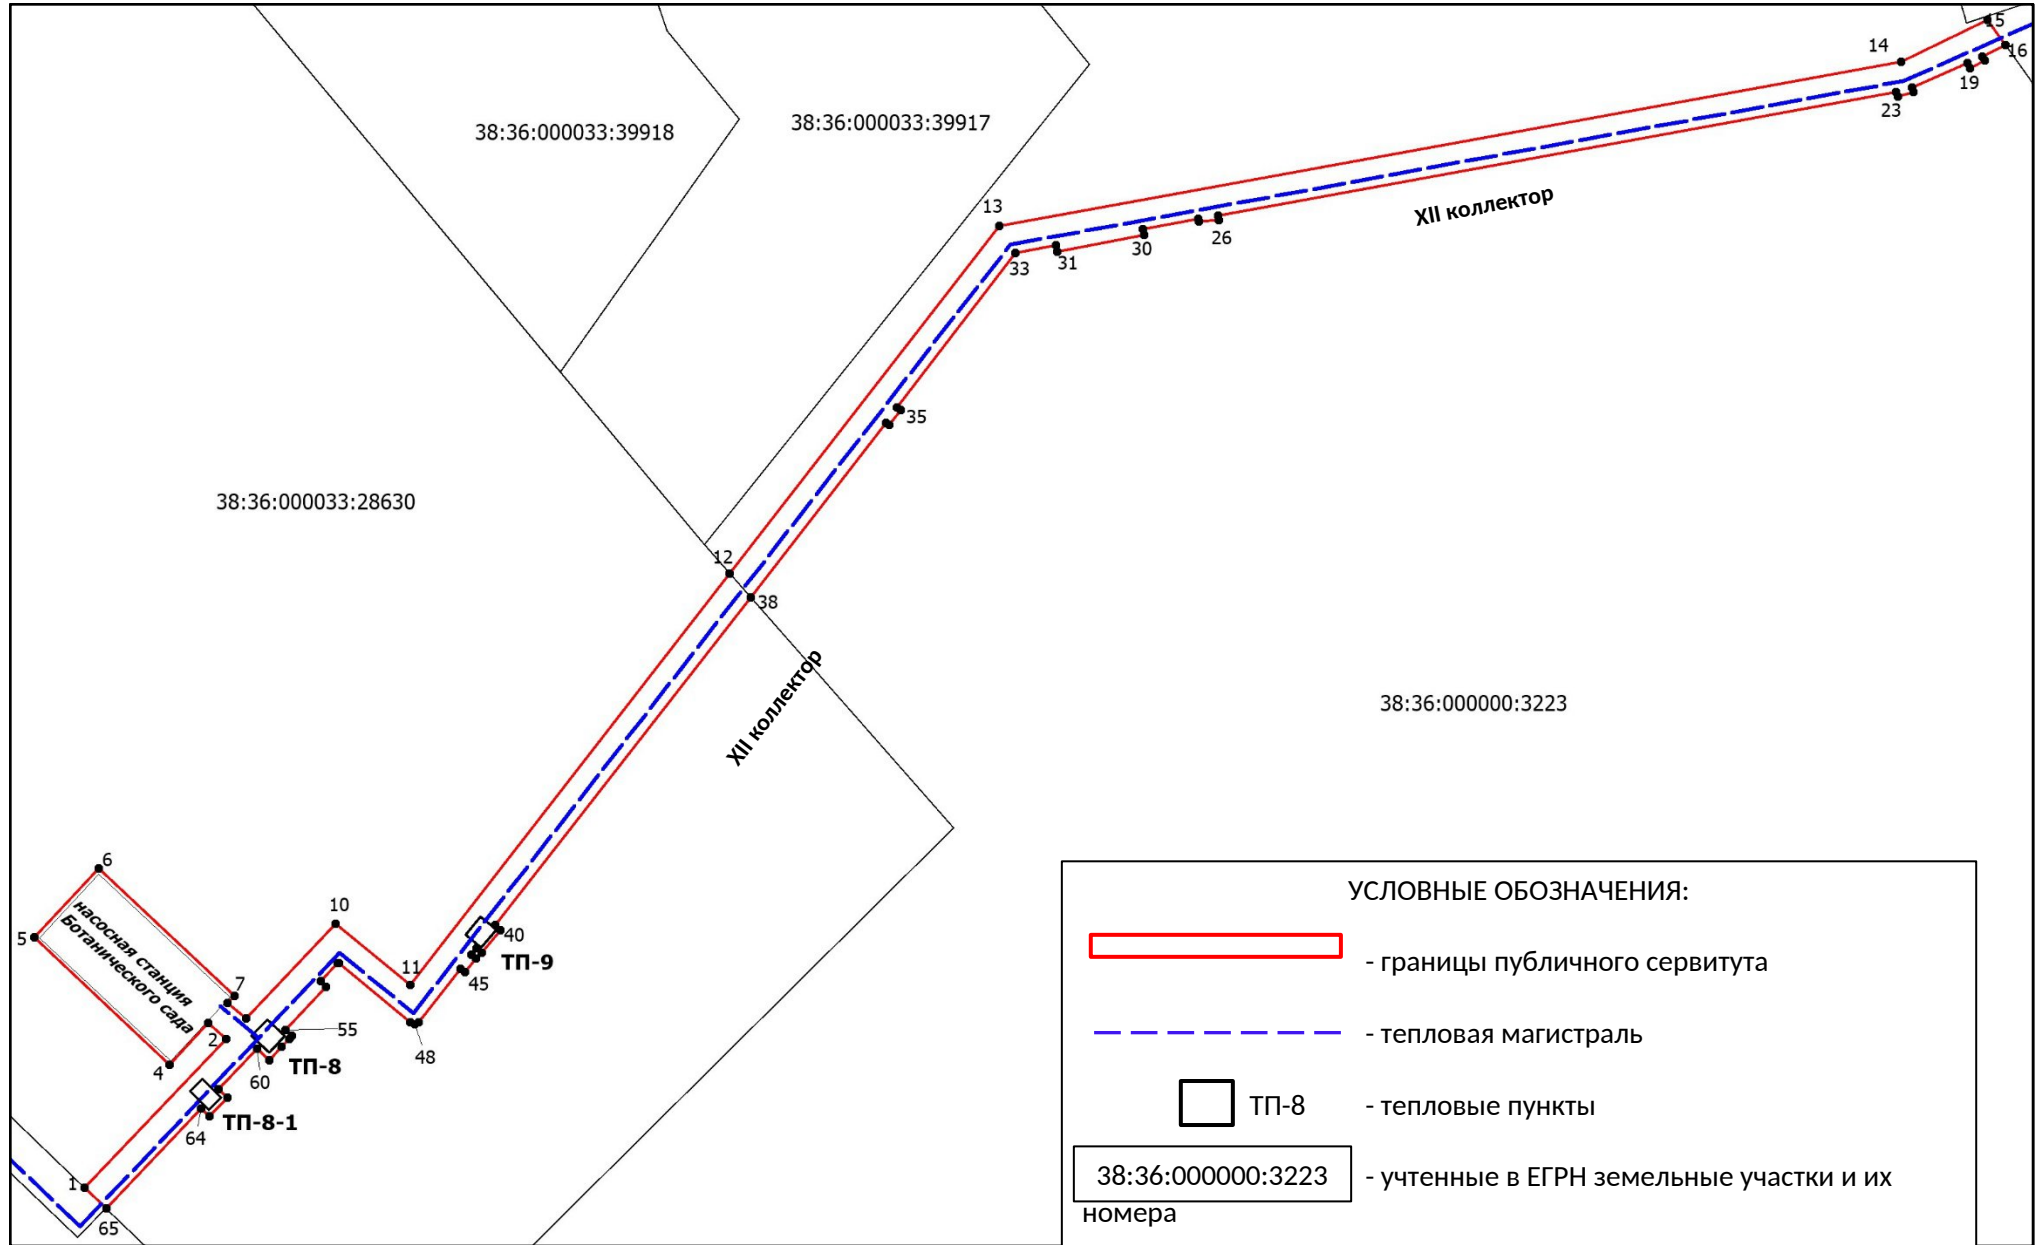 15
14
16
19
23
38:36:000033:39918
38:36:000033:39917
13
26
30
31
33
XII коллектор
35
38:36:000033:28630
12
38
XII коллектор
38:36:000000:3223
6
5
насосная станция
Ботанического сада
7
10
11
40
ТП-9
45
2
55
48
4
60
ТП-8
ТП-8-1
64
1
65
УСЛОВНЫЕ ОБОЗНАЧЕНИЯ:
- границы публичного сервитута
- тепловая магистраль
ТП-8 - тепловые пункты
38:36:000000:3223 - учтенные в ЕГРН земельные участки и их
номера